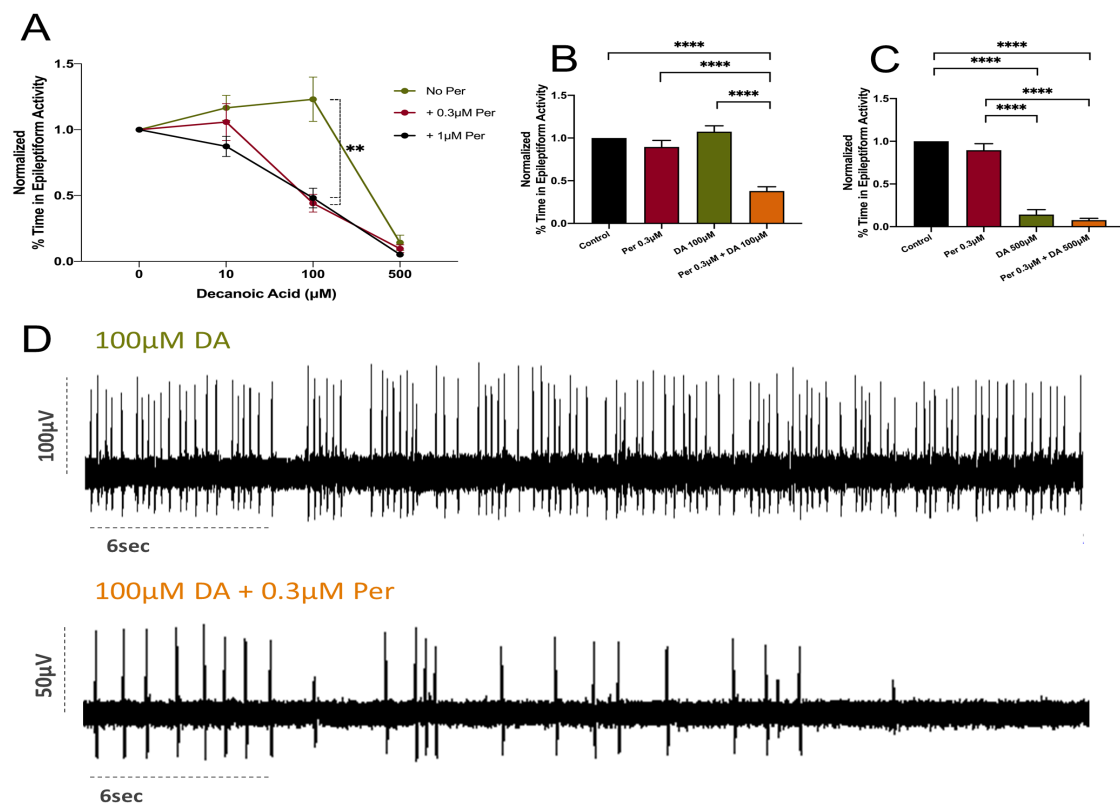 A
Normalized
% Time in Epileptiform Activity
1.5
1.0
0.5
0.0
0
10
100
500
Decanoic Acid (µM)
**
No Per
+ 0.3µM Per
+ 1µM Per
B
Normalized
% Time in Epileptiform Activity
1.5
1.0
0.5
0.0
****
****
****
Control
Per 0.3µM
DA 100µM
Per 0.3µM + DA 100µM
C
Normalized
% Time in Epileptiform Activity
1.5
1.0
0.5
0.0
****
****
****
****
Control
Per 0.3µM
DA 500µM
Per 0.3µM + DA 500µM
D
100µM DA
100µV
6sec
100µM DA + 0.3µM Per
50µV
6sec